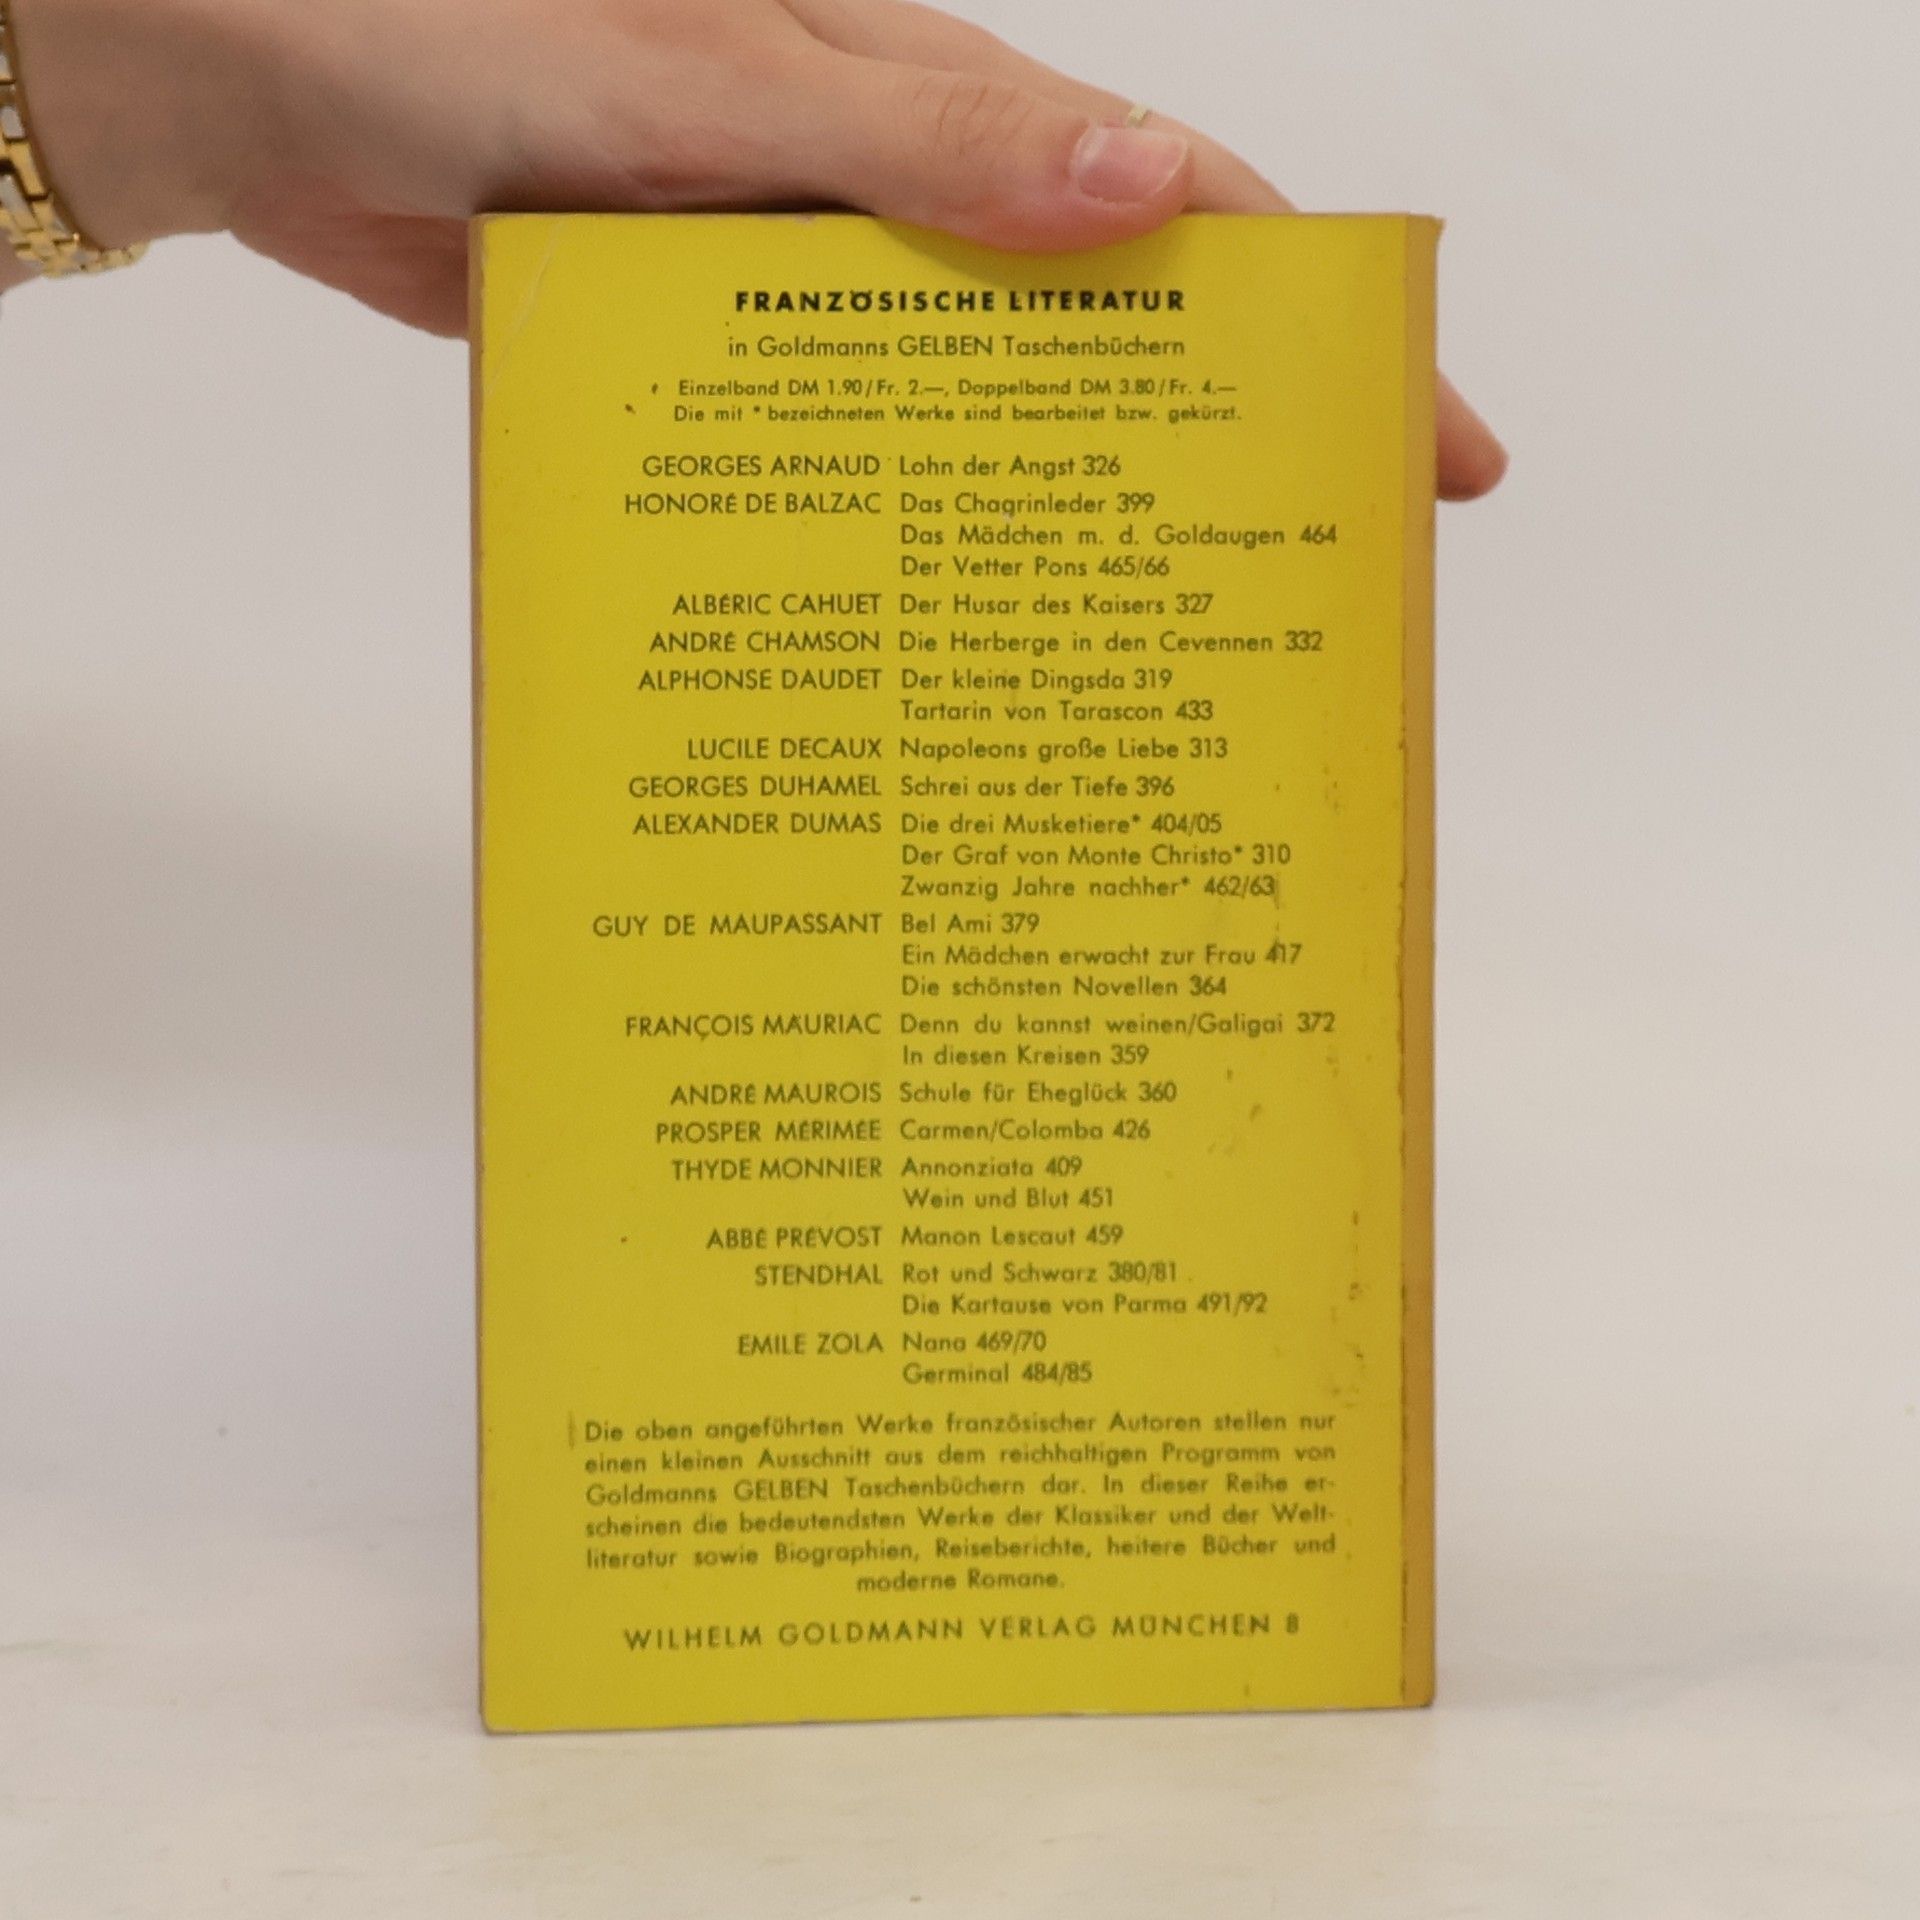 FRANZÖSISCHE LITERATUR
in Goldmanns GELBEN Taschenbüchern
Einzelband DM 1.90/Fr. 2.—, Doppelband DM 3.80/Fr. 4.—
Die mit * bezeichneten Werke sind bearbeitet bzw. gekürzt.
GEORGES ARNAUD Lohn der Angst 326
HONORÉ DE BALZAC Das Chagrinleder 399
Das Mädchen m. d. Goldaugen 464
Der Vetter Pons 465/66
ALBÉRIC CAHUET Der Husar des Kaisers 327
ANDRÉ CHAMSON Die Herberge in den Cevennen 332
ALPHONSE DAUDET Der kleine Dingsda 319
Tartarin von Tarascon 433
LUCILE DECAUX Napoleons große Liebe 313
GEORGES DUHAMEL Schrei aus der Tiefe 396
ALEXANDER DUMAS Die drei Musketiere* 404/05
Der Graf von Monte Christo* 310
Zwanzig Jahre nachher* 462/63
GUY DE MAUPASSANT Bel Ami 379
Ein Mädchen erwacht zur Frau 417
Die schönsten Novellen 364
FRANÇOIS MAURIAC Denn du kannst weinen/Galigai 372
In diesen Kreisen 359
ANDRÉ MAUROIS Schule für Eheglück 360
PROSPER MÉRIMÉE Carmen/Colomba 426
THYDE MONNIER Annonziata 409
Wein und Blut 451
ABBÉ PRÉVOST Manon Lescaut 459
STENDHAL Rot und Schwarz 380/81
Die Kartause von Parma 491/92
EMILE ZOLA Nana 469/70
Germinal 484/85
Die oben angeführten Werke französischer Autoren stellen nur
einen kleinen Ausschnitt aus dem reichhaltigen Programm von
Goldmanns GELBEN Taschenbüchern dar. In dieser Reihe er-
scheinen die bedeutendsten Werke der Klassiker und der Welt-
literatur sowie Biographien, Reiseberichte, heitere Bücher und
moderne Romane.
WILHELM GOLDMANN VERLAG MÜNCHEN 8